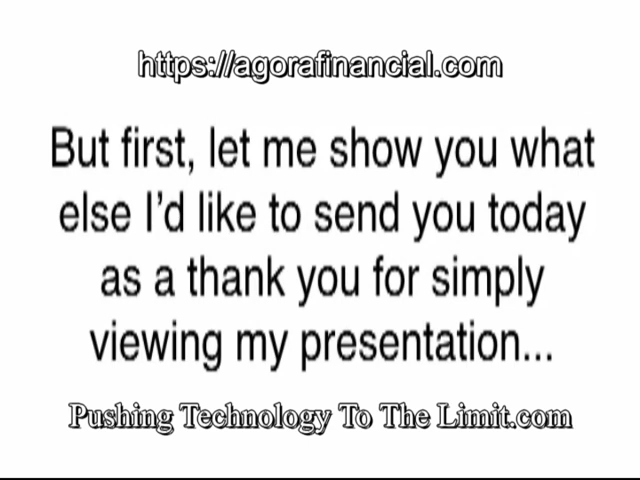 https://agorafinancial.com
But first, let me show you what
else I'd like to send you today
as a thank you for simply
viewing my presentation...
Pushing Technology To The Limit.com